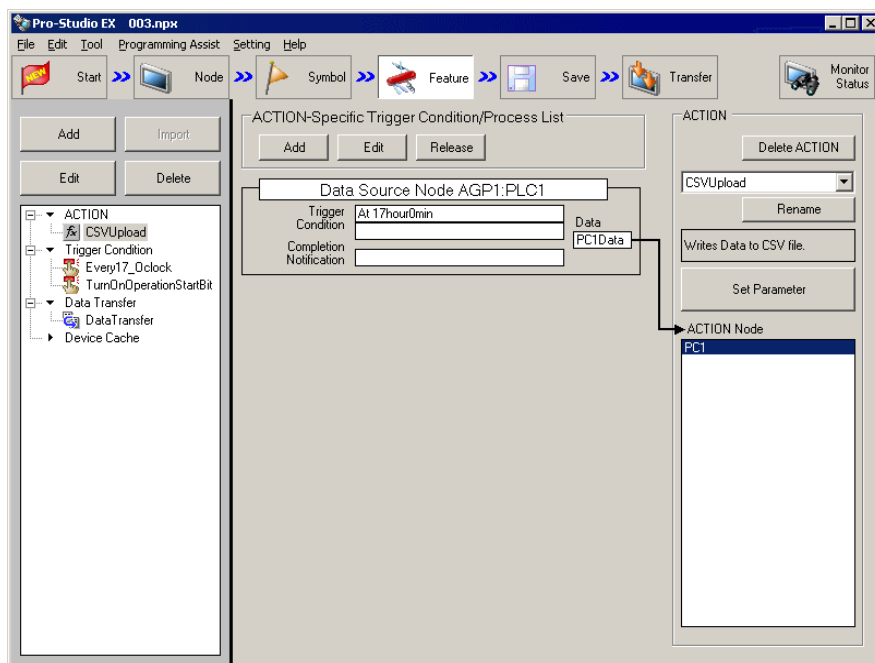 Pro-Studio EX 003.npx
File Edit Tool Programming Assist Setting Help
NEW Start Node Symbol Feature Save Transfer Monitor Status
Add Import
Edit Delete
ACTION
fx CSVUpload
Trigger Condition
Every17_Oclock
TurnOnOperationStartBit
Data Transfer
DataTransfer
Device Cache
ACTION-Specific Trigger Condition/Process List
Add Edit Release
Data Source Node AGP1:PLC1
Trigger Condition At 17hour0min
Data
PC1Data
Completion Notification
ACTION
Delete ACTION
CSVUpload
Rename
Writes Data to CSV file.
Set Parameter
ACTION Node
PC1